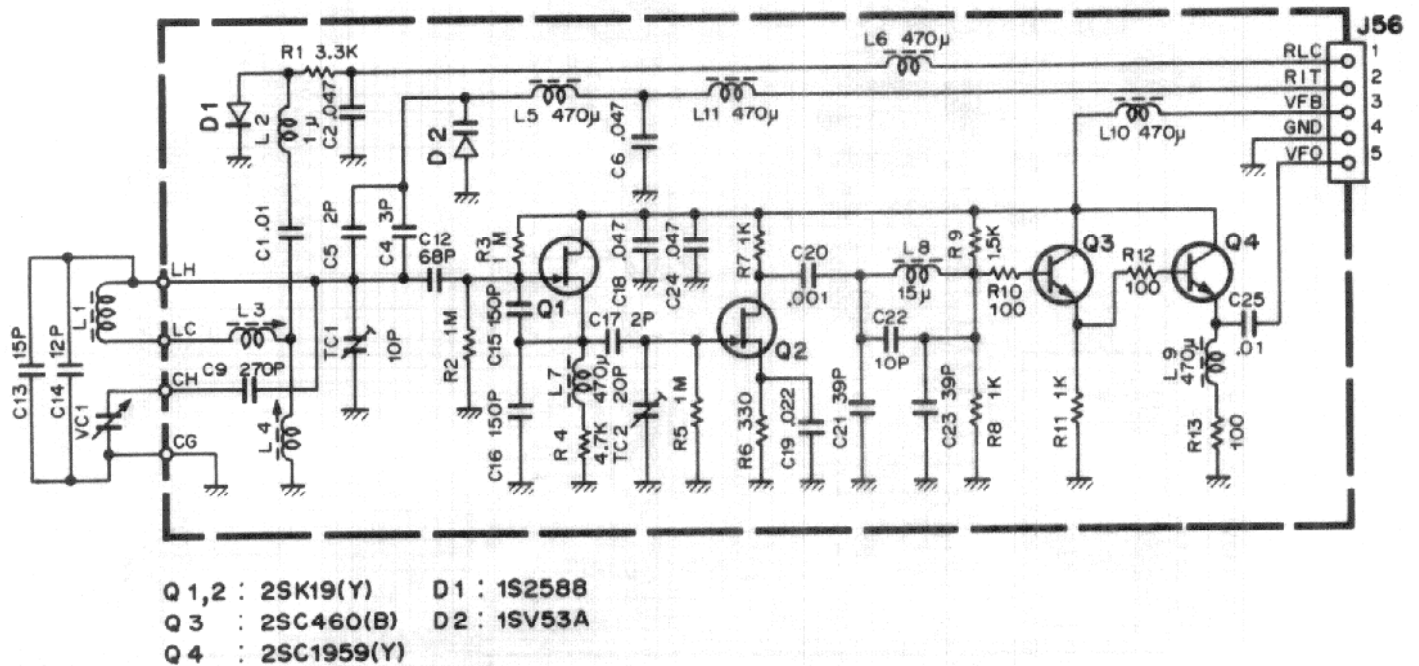 J56
RLC 1
RIT 2
VFB 3
GND 4
VFO 5
R1 3.3K
L6 470μ
D1
L2 1μ
C2 .047
D2
L5 470μ
C6 .047
L11 470μ
L10 470μ
C1 .01
C5 2P
C4 3P
C12 68P
R3 1M
Q1
C18 .047
C24 .047
R7 1K
C20 .001
L8 15μ
R9 1.5K
R10 100
Q3
R12 100
Q4
C25 .01
LH
L1
LC
L3
C13 15P
C14 12P
VC1
CH
C9 270P
CG
L4
TC1 10P
R2 1M
C15 150P
C16 150P
C17 2P
L7 470μ
R4 4.7K
TC2 20P
R5 1M
Q2
R6 330
C19 .022
C21 39P
C22 10P
C23 39P
R8 1K
R11 1K
L9 470μ
R13 100
Q1,2 : 2SK19(Y) D1 : 1S2588
Q3 : 2SC460(B) D2 : 1SV53A
Q4 : 2SC1959(Y)